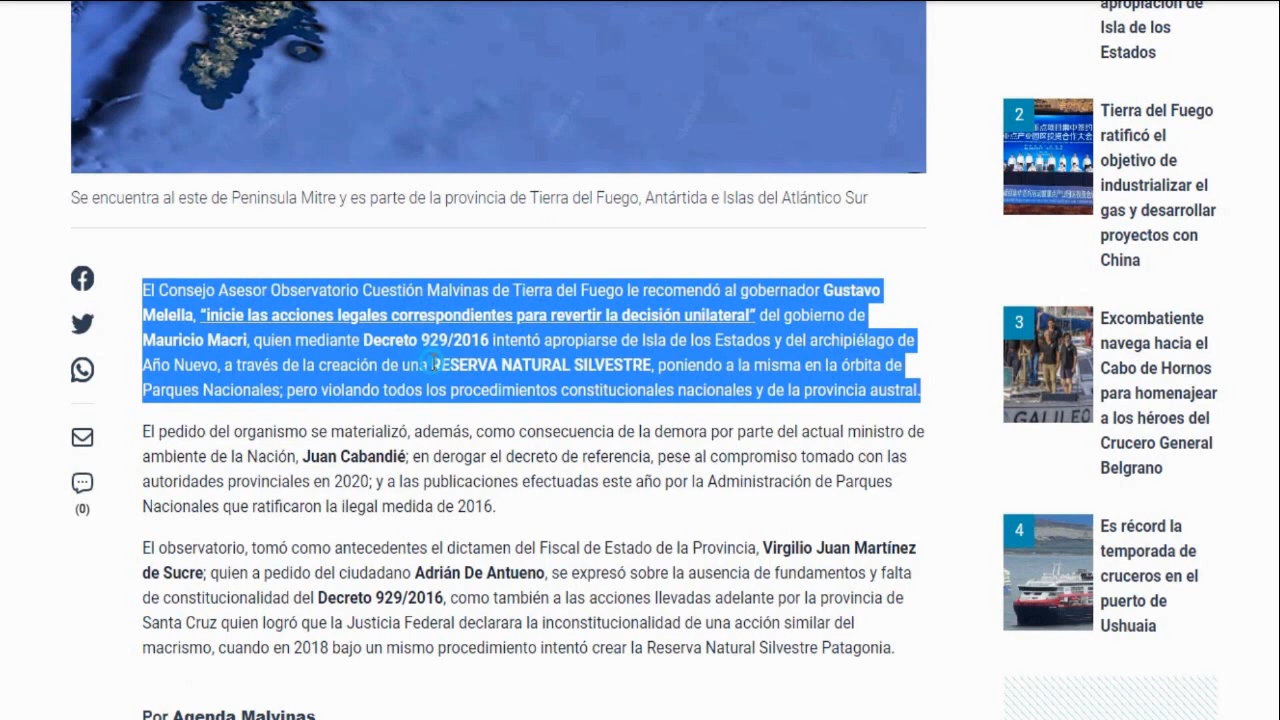 Se encuentra al este de Peninsula Mitre y es parte de la provincia de Tierra del Fuego, Antártida e Islas del Atlántico Sur
El Consejo Asesor Observatorio Cuestión Malvinas de Tierra del Fuego le recomendó al gobernador Gustavo
Melella, “inicie las acciones legales correspondientes para revertir la decisión unilateral” del gobierno de
Mauricio Macri, quien mediante Decreto 929/2016 intentó apropiarse de Isla de los Estados y del archipiélago de
Año Nuevo, a través de la creación de una RESERVA NATURAL SILVESTRE, poniendo a la misma en la órbita de
Parques Nacionales; pero violando todos los procedimientos constitucionales nacionales y de la provincia austral.
El pedido del organismo se materializó, además, como consecuencia de la demora por parte del actual ministro de
ambiente de la Nación, Juan Cabandié; en derogar el decreto de referencia, pese al compromiso tomado con las
autoridades provinciales en 2020; y a las publicaciones efectuadas este año por la Administración de Parques
Nacionales que ratificaron la ilegal medida de 2016.
El observatorio, tomó como antecedentes el dictamen del Fiscal de Estado de la Provincia, Virgilio Juan Martínez
de Sucre; quien a pedido del ciudadano Adrián De Antueno, se expresó sobre la ausencia de fundamentos y falta
de constitucionalidad del Decreto 929/2016, como también a las acciones llevadas adelante por la provincia de
Santa Cruz quien logró que la Justicia Federal declarara la inconstitucionalidad de una acción similar del
macrismo, cuando en 2018 bajo un mismo procedimiento intentó crear la Reserva Natural Silvestre Patagonia.
Por Agenda Malvinas
(0)
apropiación de
Isla de los
Estados
2
Tierra del Fuego
ratificó el
objetivo de
industrializar el
gas y desarrollar
proyectos con
China
3
GALILEO
Excombatiente
navega hacia el
Cabo de Hornos
para homenajear
a los héroes del
Crucero General
Belgrano
4
Es récord la
temporada de
cruceros en el
puerto de
Ushuaia